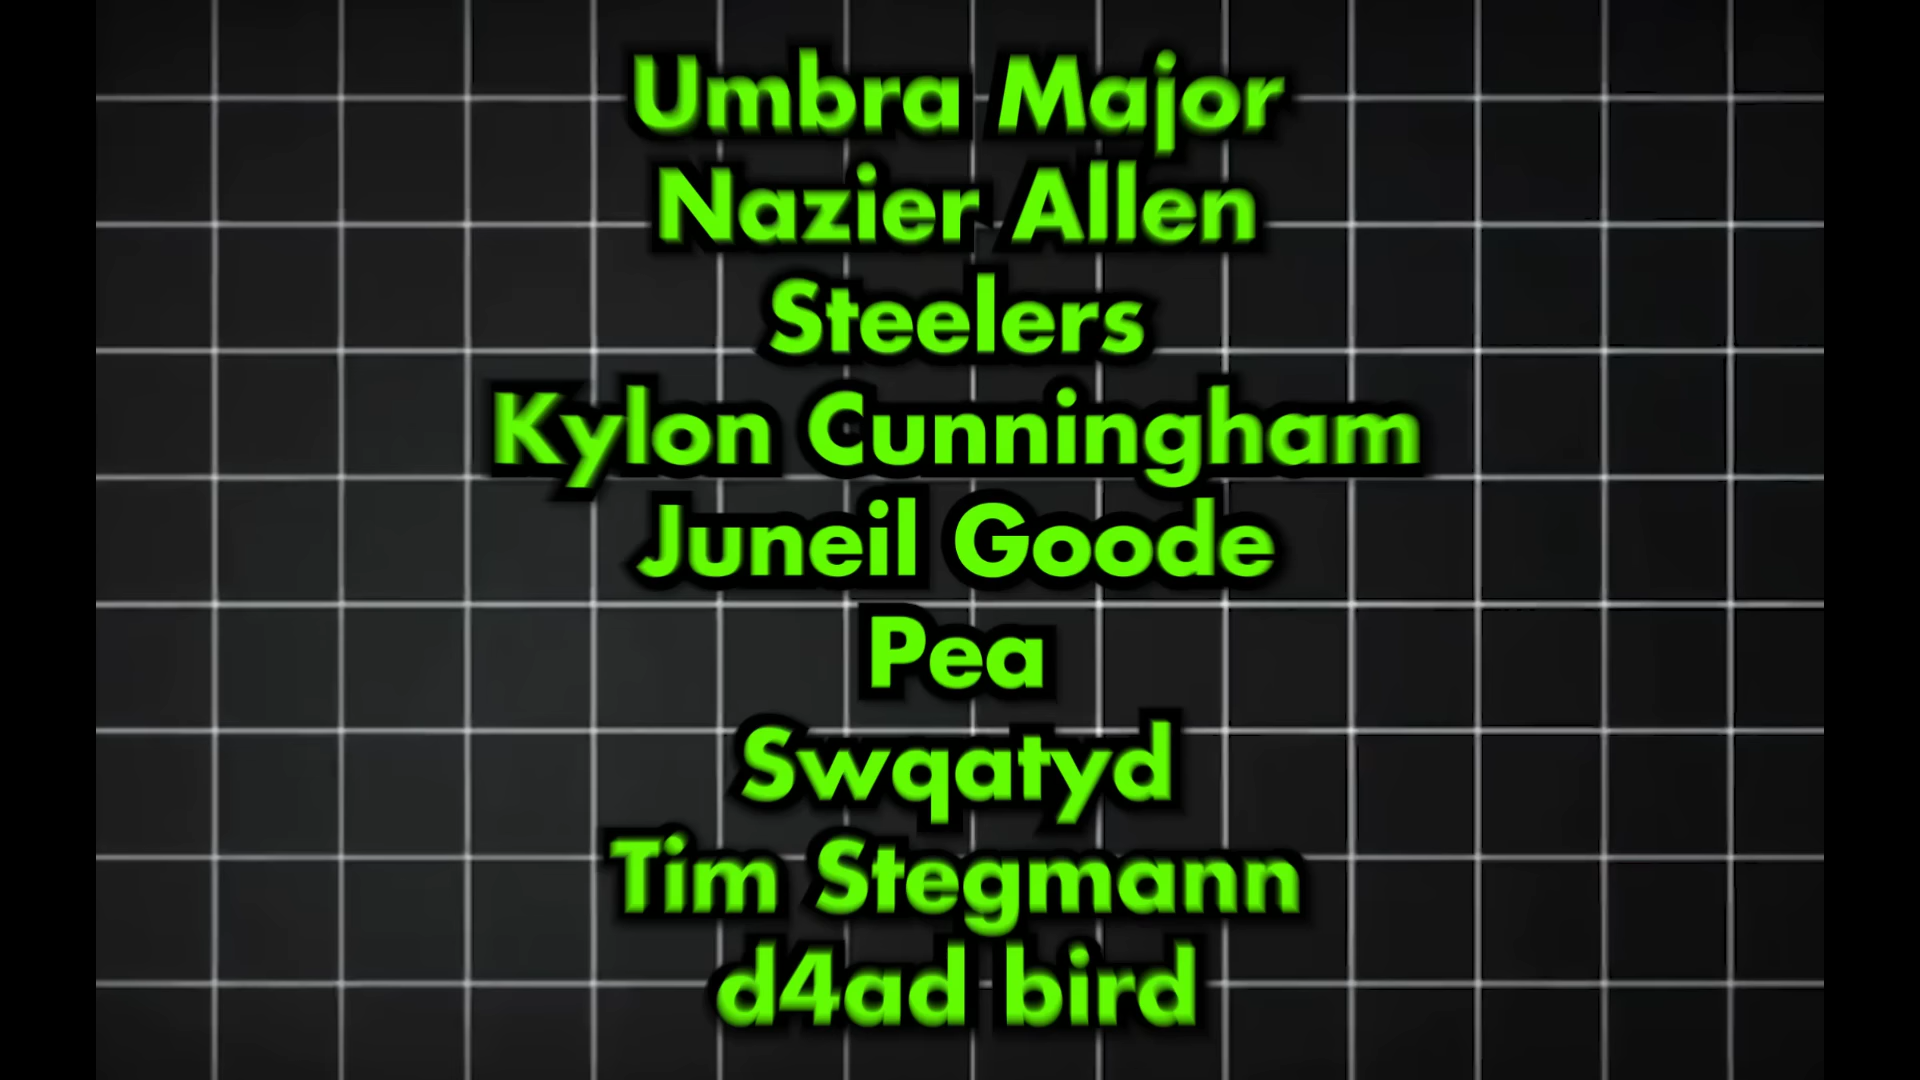 Umbra Major
Nazier Allen
Steelers
Kylon Cunningham
Juneil Goode
Pea
Swqatyd
Tim Stegmann
d4ad bird